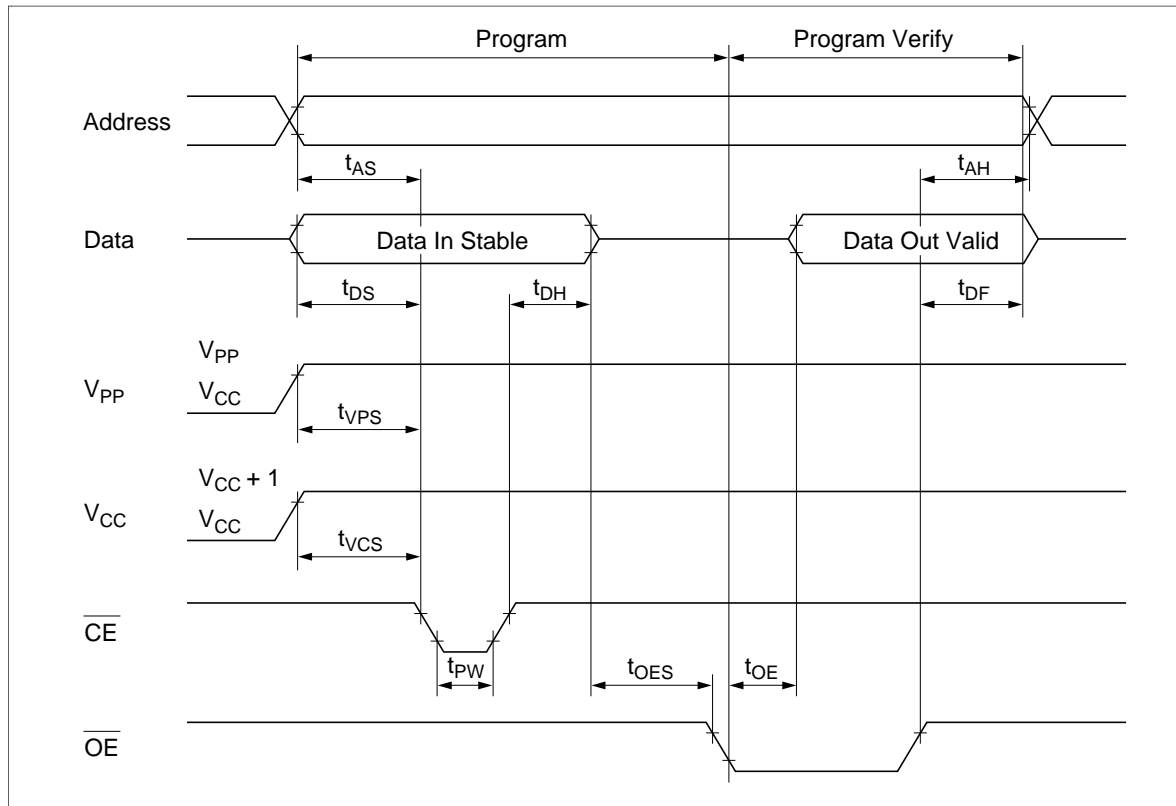 Program Program Verify
Address
tAS tAH
Data Data In Stable Data Out Valid
tDS tDH tDF
VPP
VPP VCC
tVPS
VCC + 1
VCC VCC
tVCS
CE
tPW tOES tOE
OE